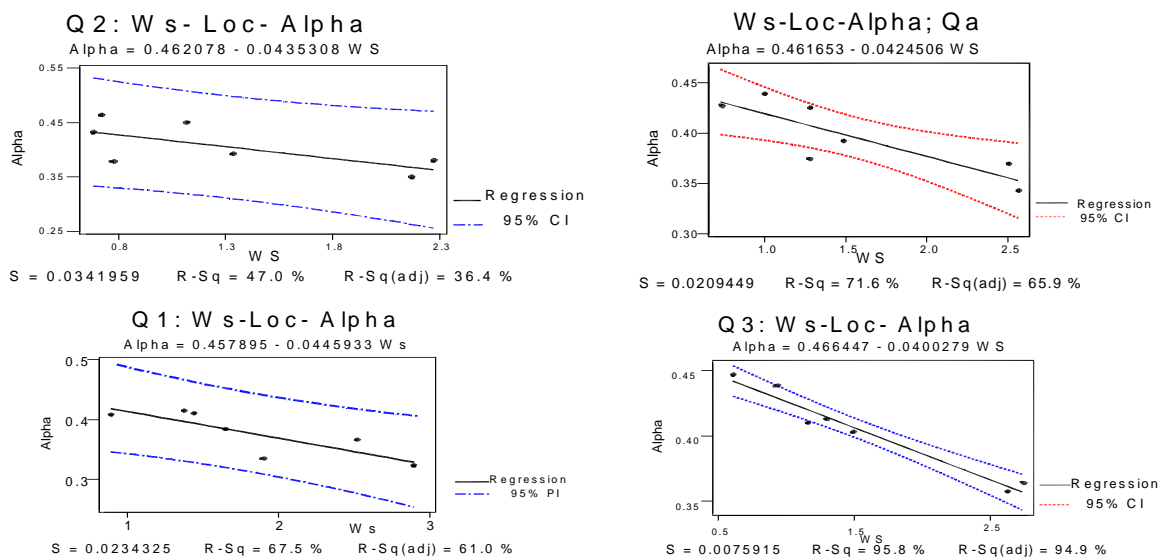 Q2: Ws- Loc- Alpha
Alpha = 0.462078 - 0.0435308 WS
0.55
0.45
0.35
0.25
Alpha
0.8 1.3 1.8 2.3
WS
Regression
95% CI
S = 0.0341959 R-Sq = 47.0 % R-Sq(adj) = 36.4 %
Ws-Loc-Alpha; Qa
Alpha = 0.461653 - 0.0424506 WS
0.45
0.40
0.35
0.30
Alpha
1.0 1.5 2.0 2.5
WS
Regression
95% CI
S = 0.0209449 R-Sq = 71.6 % R-Sq(adj) = 65.9 %
Q1: Ws-Loc- Alpha
Alpha = 0.457895 - 0.0445933 Ws
0.5
0.4
0.3
Alpha
1 2 3
Ws
Regression
95% PI
S = 0.0234325 R-Sq = 67.5 % R-Sq(adj) = 61.0 %
Q3: Ws-Loc- Alpha
Alpha = 0.466447 - 0.0400279 WS
0.45
0.40
0.35
Alpha
0.5 1.5 2.5
WS
Regression
95% CI
S = 0.0075915 R-Sq = 95.8 % R-Sq(adj) = 94.9 %